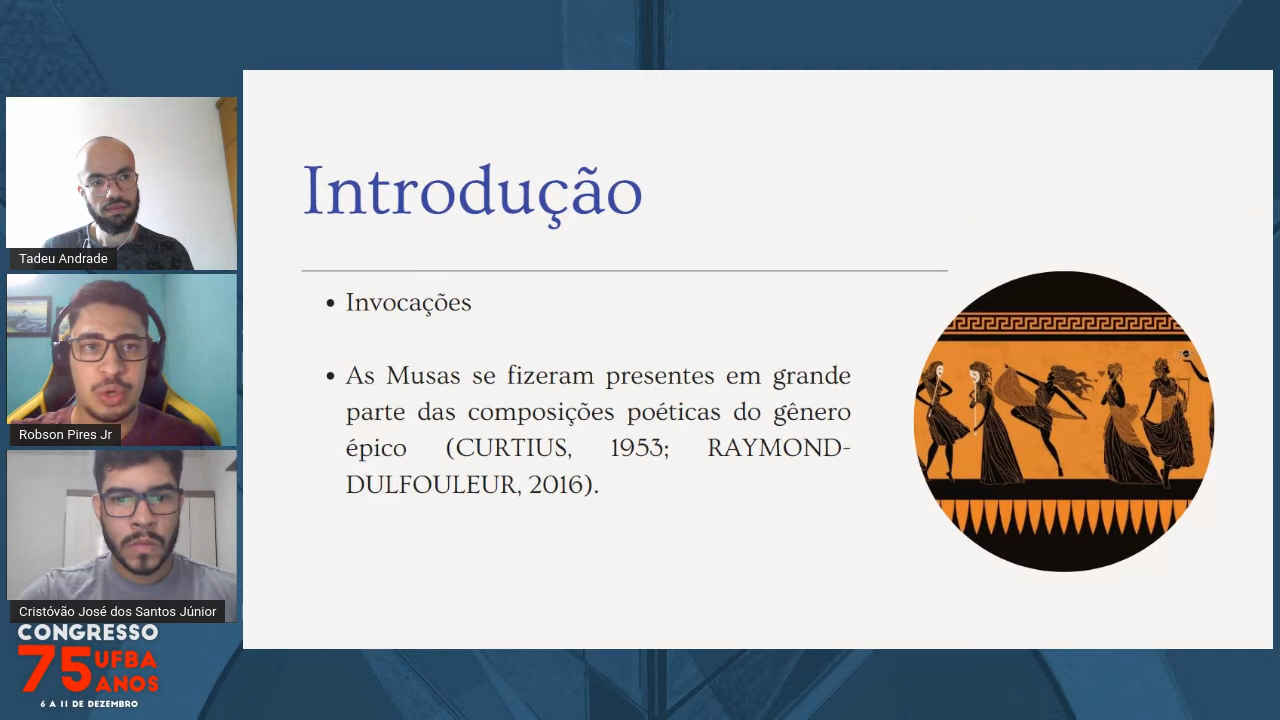 Introdução
• Invocações
• As Musas se fizeram presentes em grande
parte das composições poéticas do gênero
épico (CURTIUS, 1953; RAYMOND-
DULFOULEUR, 2016).
Tadeu Andrade
Robson Pires Jr
Cristóvão José dos Santos Júnior
CONGRESSO
75 UFBA
ANOS
6 A 11 DE DEZEMBRO